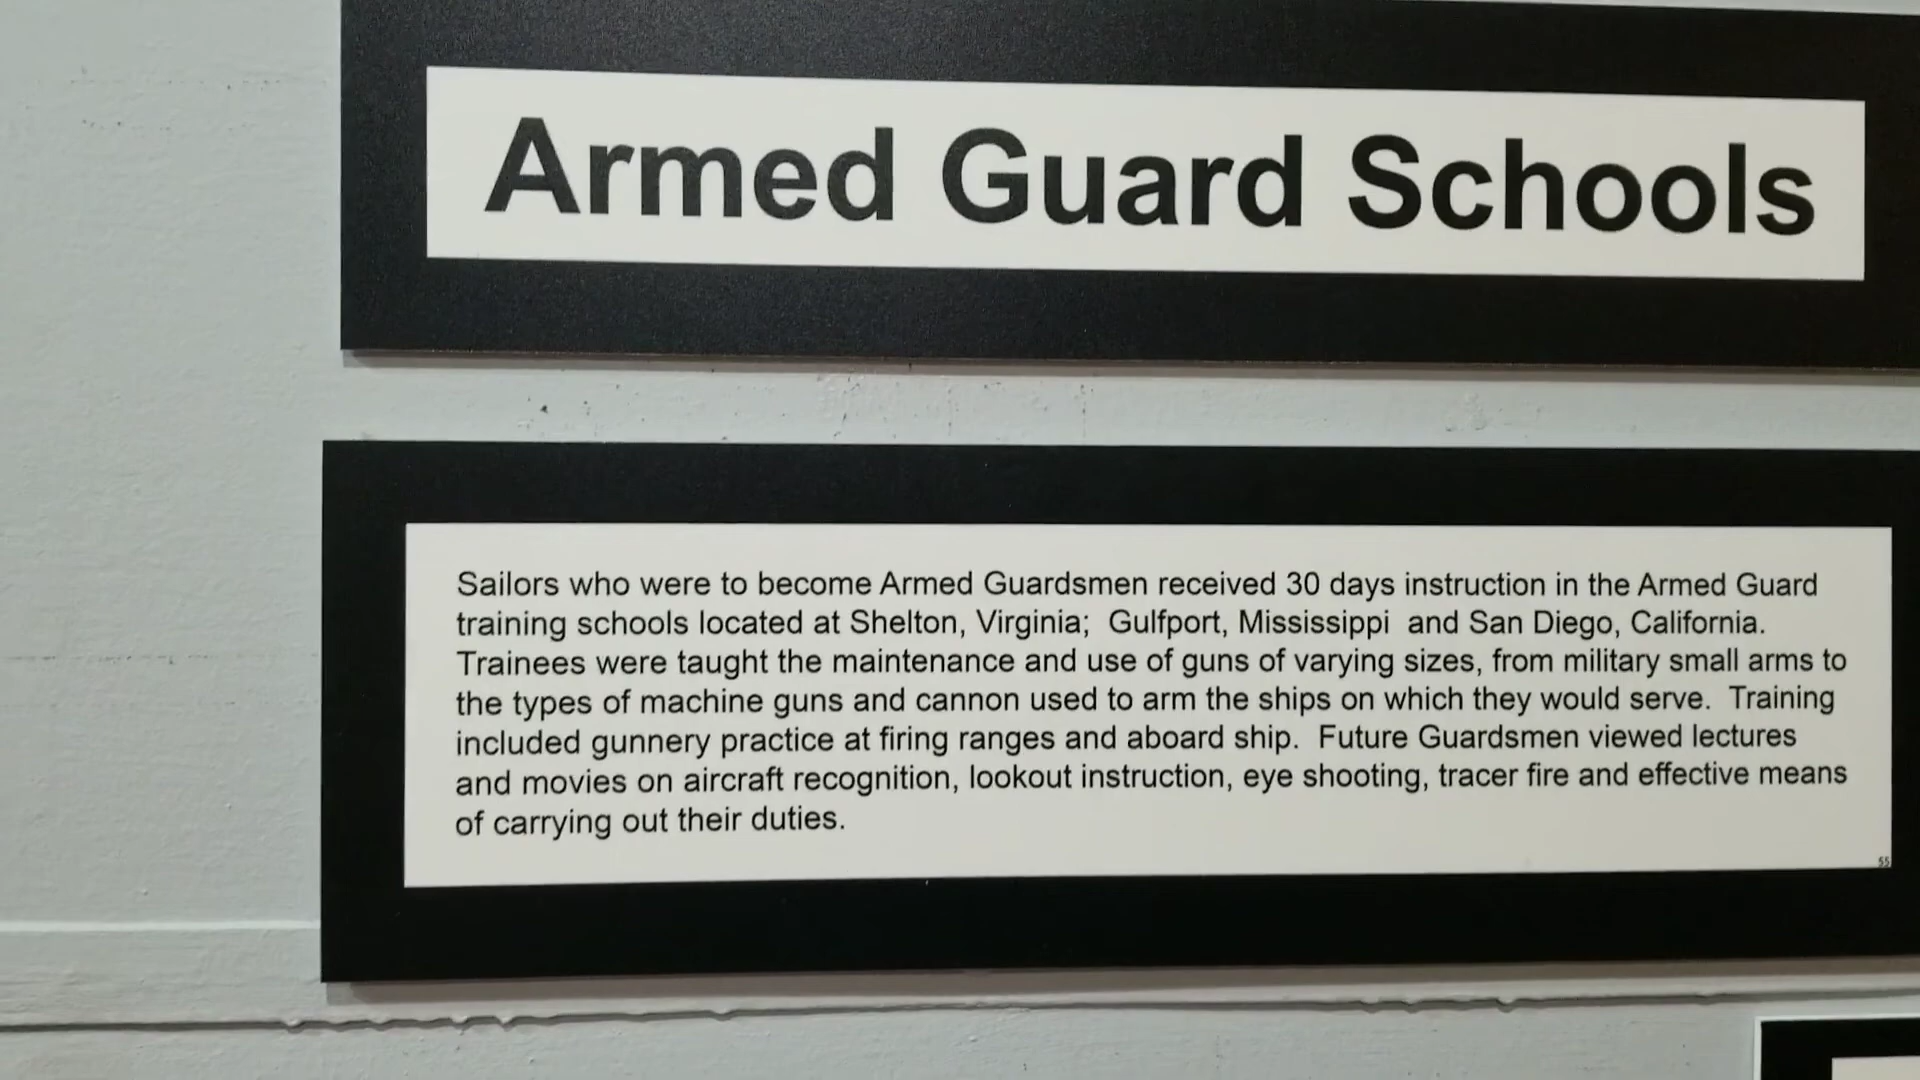 Armed Guard Schools
Sailors who were to become Armed Guardsmen received 30 days instruction in the Armed Guard
training schools located at Shelton, Virginia;  Gulfport, Mississippi  and San Diego, California.
Trainees were taught the maintenance and use of guns of varying sizes, from military small arms to
the types of machine guns and cannon used to arm the ships on which they would serve.  Training
included gunnery practice at firing ranges and aboard ship.  Future Guardsmen viewed lectures
and movies on aircraft recognition, lookout instruction, eye shooting, tracer fire and effective means
of carrying out their duties.
55